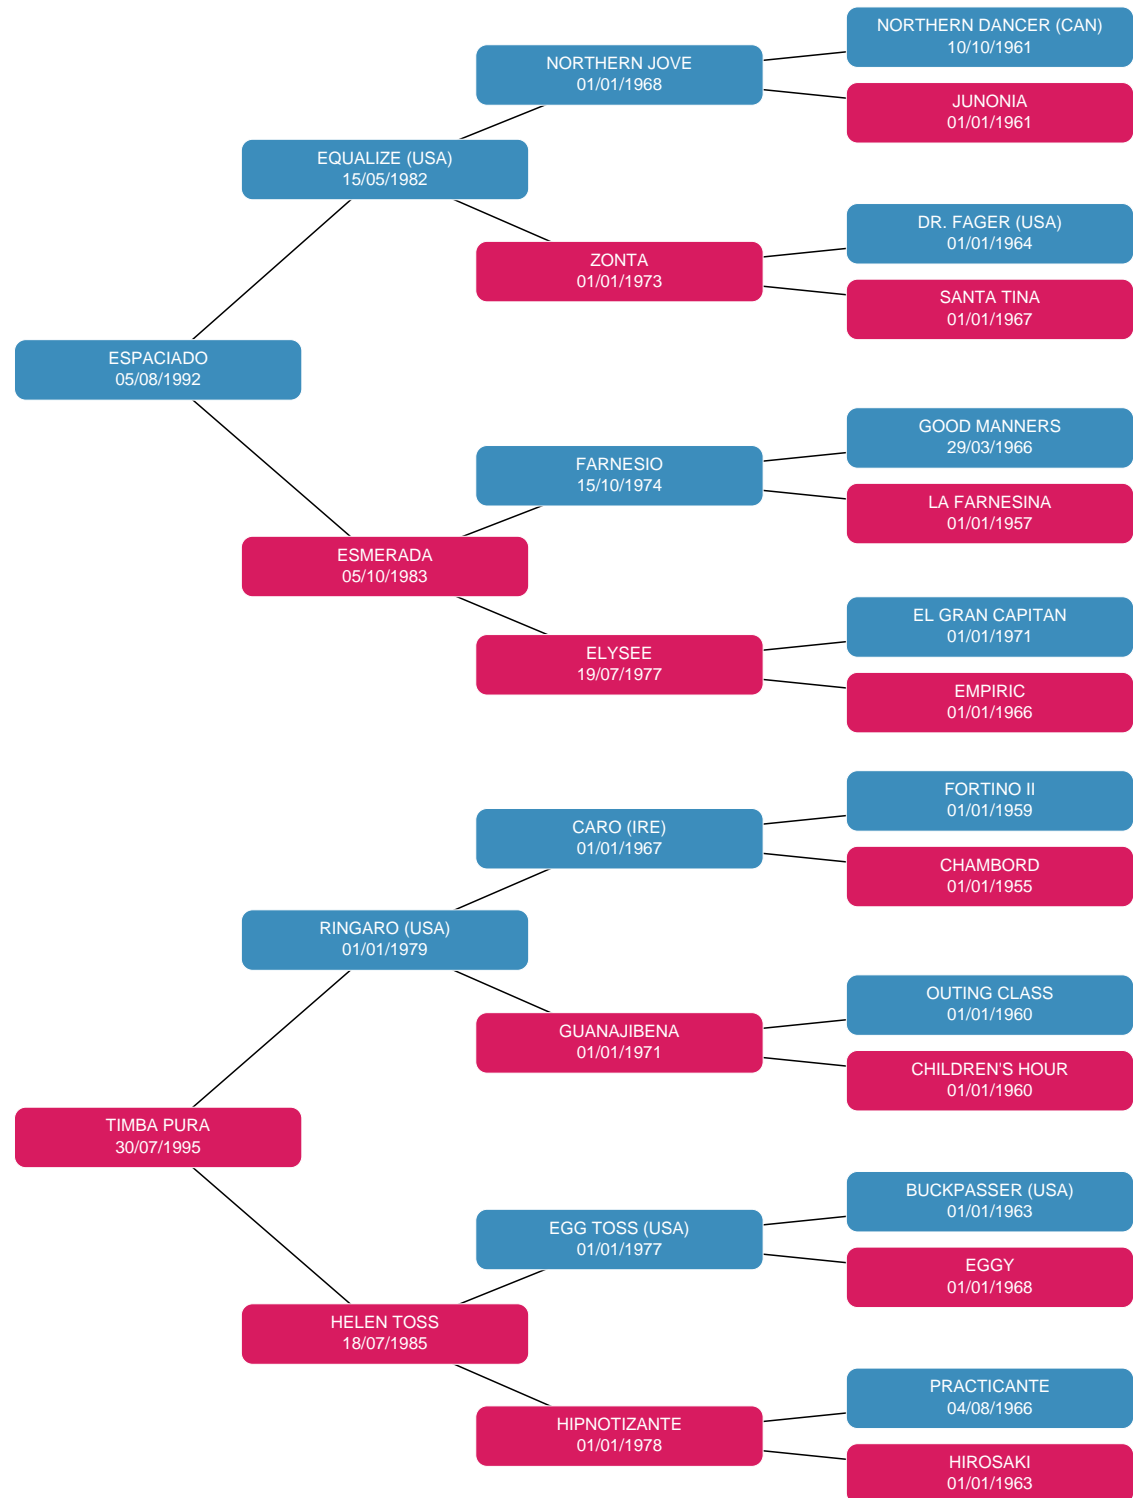 NORTHERN DANCER (CAN)
10/10/1961
NORTHERN JOVE
01/01/1968
JUNONIA
01/01/1961
EQUALIZE (USA)
15/05/1982
DR. FAGER (USA)
01/01/1964
ZONTA
01/01/1973
SANTA TINA
01/01/1967
ESPACIADO
05/08/1992
GOOD MANNERS
29/03/1966
FARNESIO
15/10/1974
LA FARNESINA
01/01/1957
ESMERADA
05/10/1983
EL GRAN CAPITAN
01/01/1971
ELYSEE
19/07/1977
EMPIRIC
01/01/1966
FORTINO II
01/01/1959
CARO (IRE)
01/01/1967
CHAMBORD
01/01/1955
RINGARO (USA)
01/01/1979
OUTING CLASS
01/01/1960
GUANAJIBENA
01/01/1971
CHILDREN'S HOUR
01/01/1960
TIMBA PURA
30/07/1995
BUCKPASSER (USA)
01/01/1963
EGG TOSS (USA)
01/01/1977
EGGY
01/01/1968
HELEN TOSS
18/07/1985
PRACTICANTE
04/08/1966
HIPNOTIZANTE
01/01/1978
HIROSAKI
01/01/1963